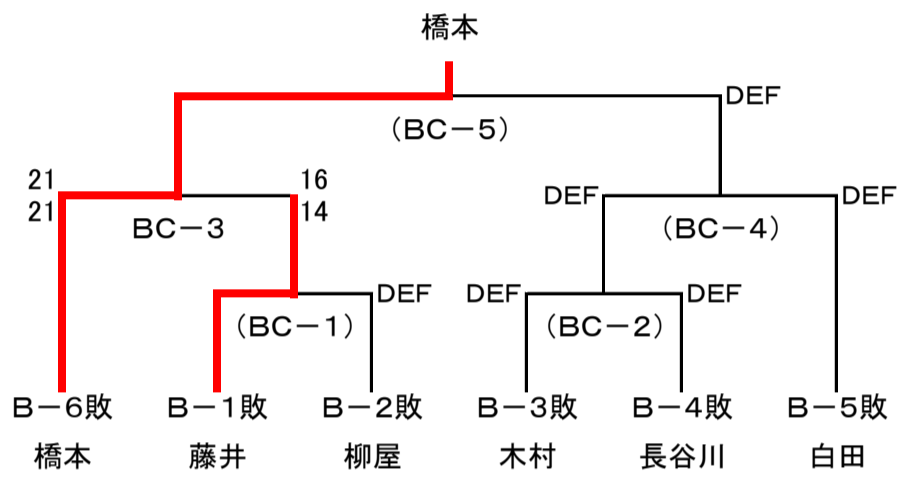 橋本
DEF
（BC－5）
21
16
DEF
DEF
21
14
BC－3
（BC－4）
DEF
DEF
DEF
（BC－1）
（BC－2）
B－6敗
B－1敗
B－2敗
B－3敗
B－4敗
B－5敗
橋本
藤井
柳屋
木村
長谷川
白田